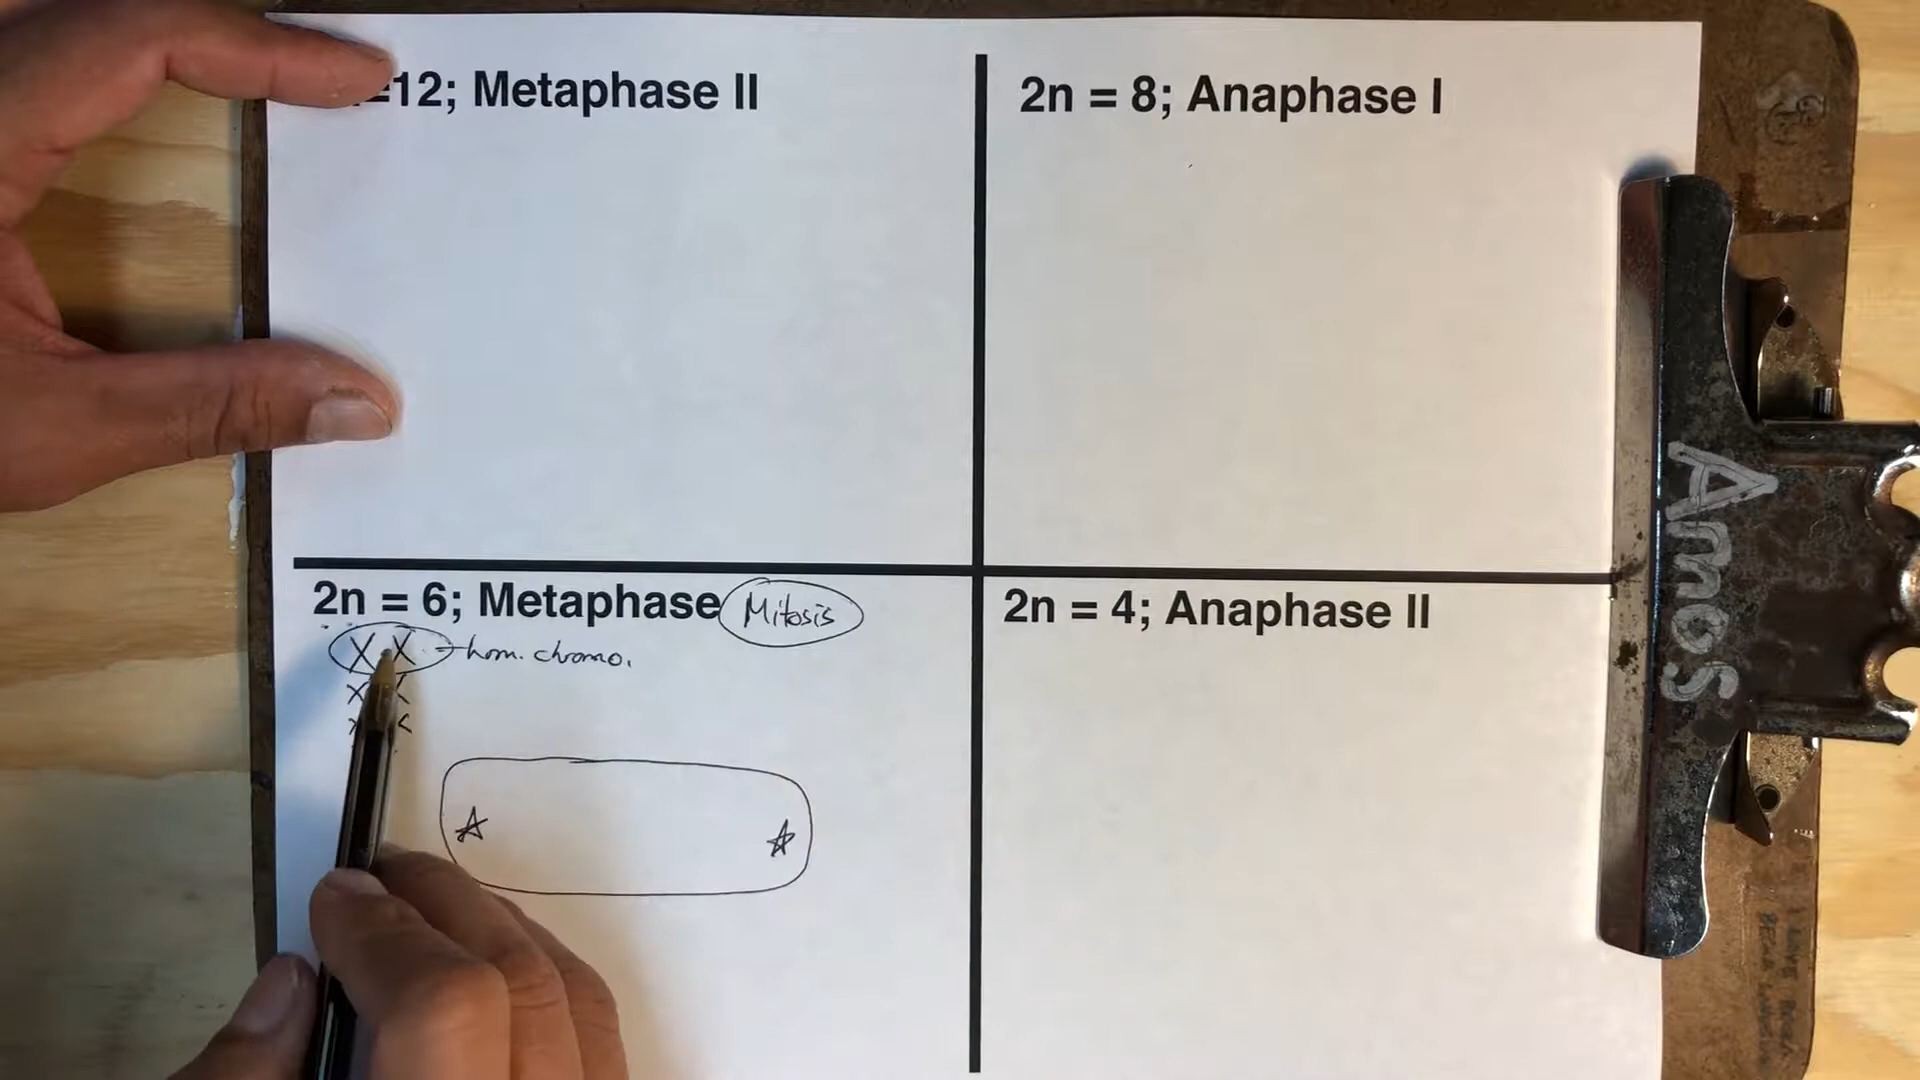 =12; Metaphase II
2n = 8; Anaphase I
2n = 6; Metaphase Mitosis
X X hom. chromo.
X X
2n = 4; Anaphase II
Amos